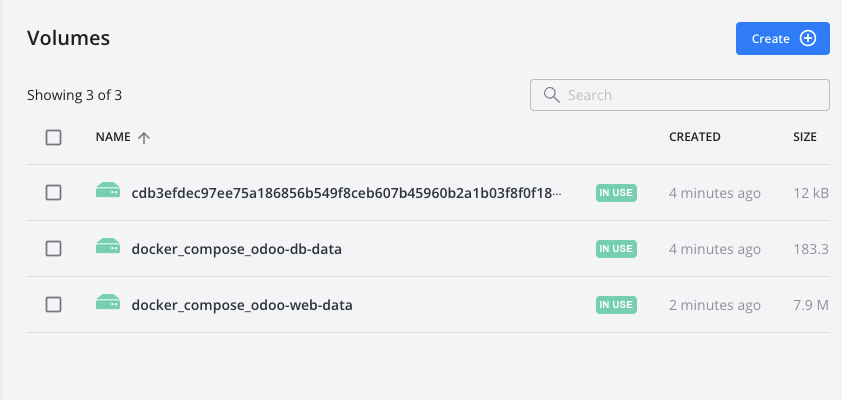 Volumes
Create
Showing 3 of 3
Search
NAME CREATED SIZE
cdb3efdec97ee75a186856b549f8ceb607b45960b2a1b03f8f0f18··· IN USE 4 minutes ago 12 kB
docker_compose_odoo-db-data IN USE 4 minutes ago 183.3
docker_compose_odoo-web-data IN USE 2 minutes ago 7.9 M